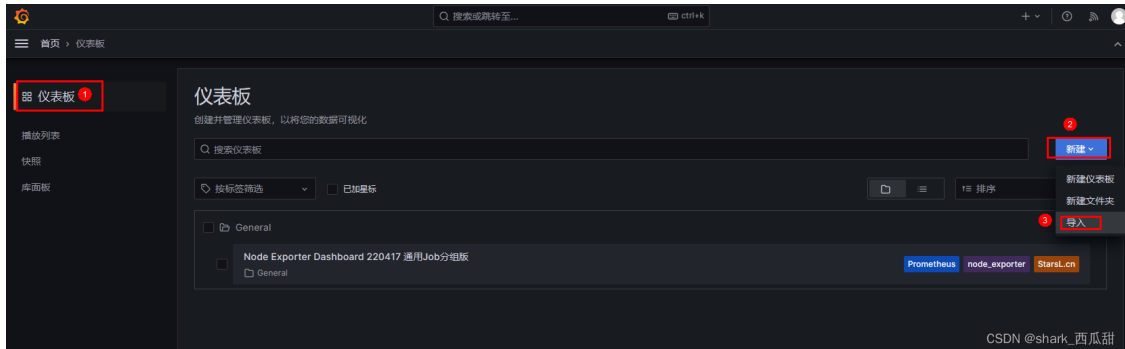 搜索或跳转至... ctrl+k
首页 › 仪表板
仪表板 1
播放列表
快照
库面板
仪表板
创建并管理仪表板，以将您的数据可视化
2
搜索仪表板
新建
按标签筛选
已加星标
排序
新建仪表板
新建文件夹
3 导入
General
Node Exporter Dashboard 220417 通用Job分组版
General
Prometheus node_exporter StarsL.cn
CSDN @shark_西瓜甜